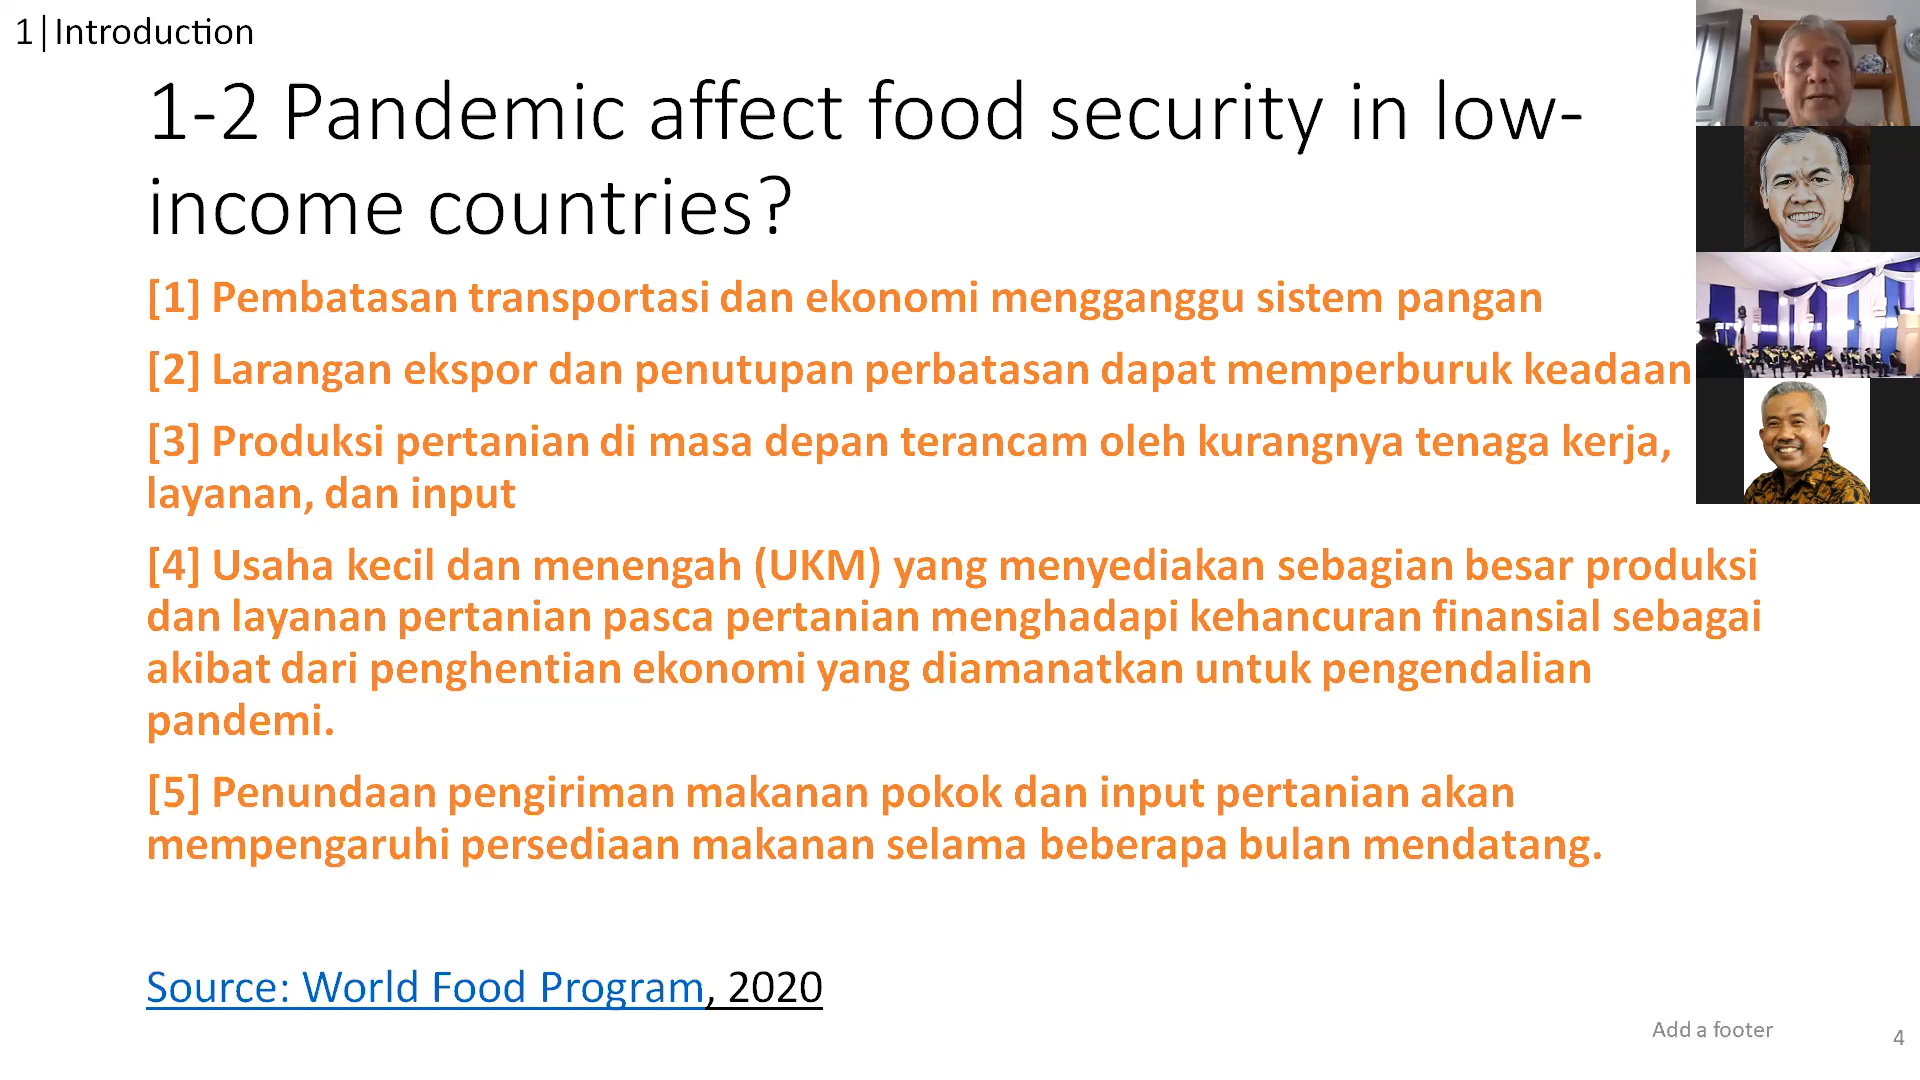 1|Introduction
1-2 Pandemic affect food security in low-
income countries?
[1] Pembatasan transportasi dan ekonomi mengganggu sistem pangan
[2] Larangan ekspor dan penutupan perbatasan dapat memperburuk keadaan
[3] Produksi pertanian di masa depan terancam oleh kurangnya tenaga kerja,
layanan, dan input
[4] Usaha kecil dan menengah (UKM) yang menyediakan sebagian besar produksi
dan layanan pertanian pasca pertanian menghadapi kehancuran finansial sebagai
akibat dari penghentian ekonomi yang diamanatkan untuk pengendalian
pandemi.
[5] Penundaan pengiriman makanan pokok dan input pertanian akan
mempengaruhi persediaan makanan selama beberapa bulan mendatang.
Source: World Food Program, 2020
Add a footer
4